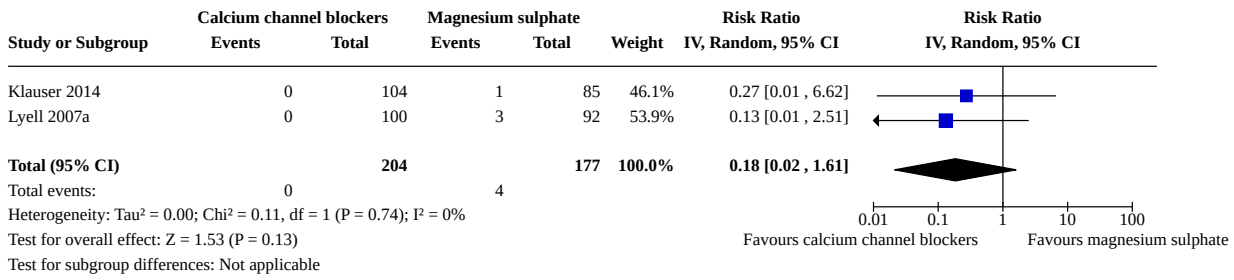 Calcium channel blockers Magnesium sulphate Risk Ratio Risk Ratio
Study or Subgroup Events Total Events Total Weight IV, Random, 95% CI IV, Random, 95% CI
Klauser 2014 0 104 1 85 46.1% 0.27 [0.01 , 6.62]
Lyell 2007a 0 100 3 92 53.9% 0.13 [0.01 , 2.51]
Total (95% CI) 204 177 100.0% 0.18 [0.02 , 1.61]
Total events: 0 4
Heterogeneity: Tau² = 0.00; Chi² = 0.11, df = 1 (P = 0.74); I² = 0%
0.01 0.1 1 10 100
Test for overall effect: Z = 1.53 (P = 0.13) Favours calcium channel blockers Favours magnesium sulphate
Test for subgroup differences: Not applicable